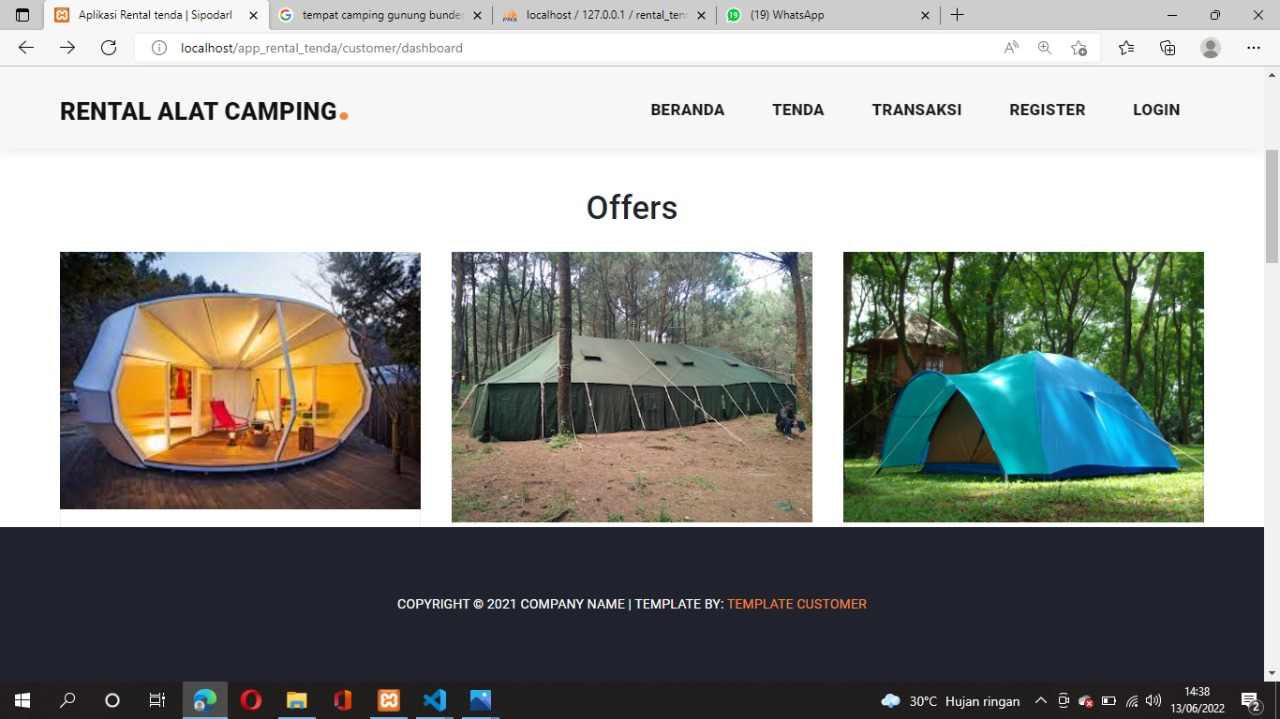 Aplikasi Rental tenda | Sipodarl
tempat camping gunung bunde
localhost / 127.0.0.1 / rental_ten
(19) WhatsApp
localhost/app_rental_tenda/customer/dashboard
RENTAL ALAT CAMPING.
BERANDA TENDA TRANSAKSI REGISTER LOGIN
Offers
COPYRIGHT © 2021 COMPANY NAME | TEMPLATE BY: TEMPLATE CUSTOMER
30°C Hujan ringan
14:38
13/06/2022
2